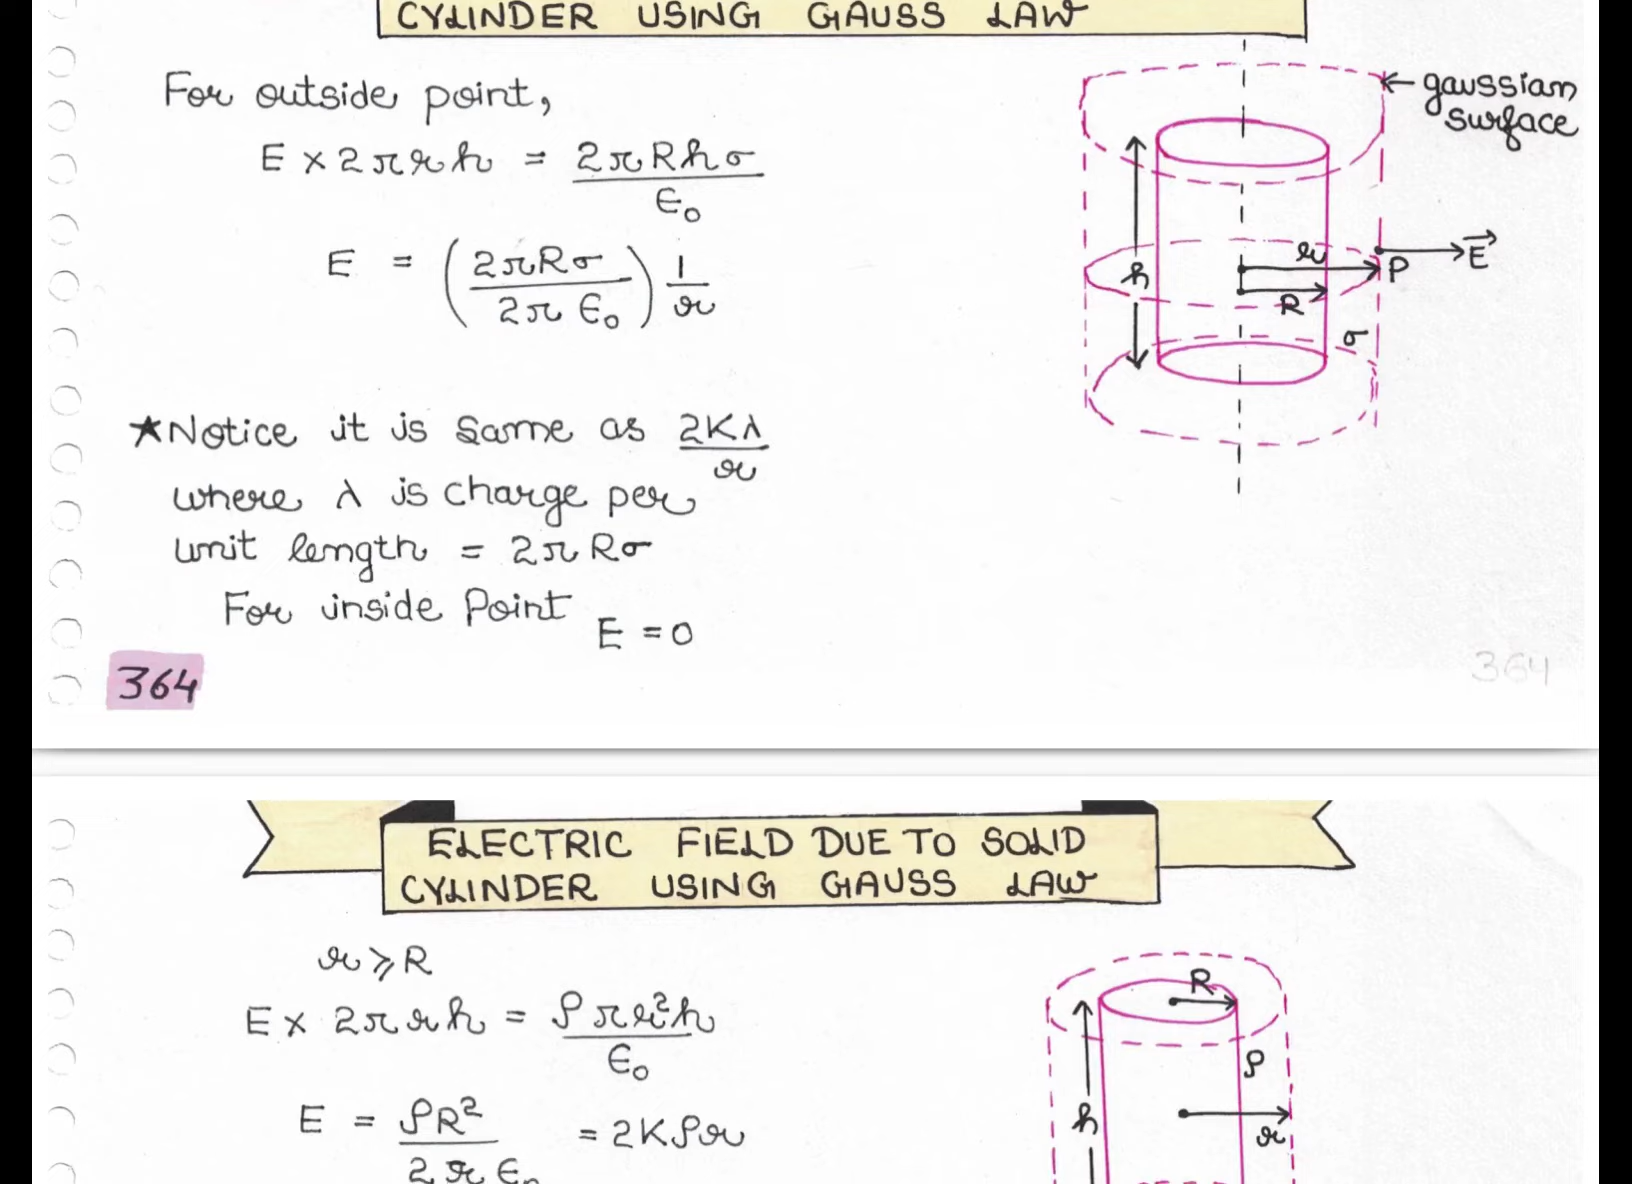 CYLINDER USING GAUSS LAW
For outside point,
E × 2πrh = 2πRhσ / ϵ₀
E = (2πRσ / 2π ϵ₀) 1/r
★Notice it is same as 2Kλ / r
where λ is charge per
unit length = 2πRσ
For inside Point E = 0
364
gaussian
surface
h
r
R
P
E⃗
σ
364
ELECTRIC FIELD DUE TO SOLID
CYLINDER USING GAUSS LAW
r ⩾ R
E × 2πrh = ρπr²h / ϵ₀
E = ρR² / 2rϵ₀ = 2Kρr
R
ρ
h
r